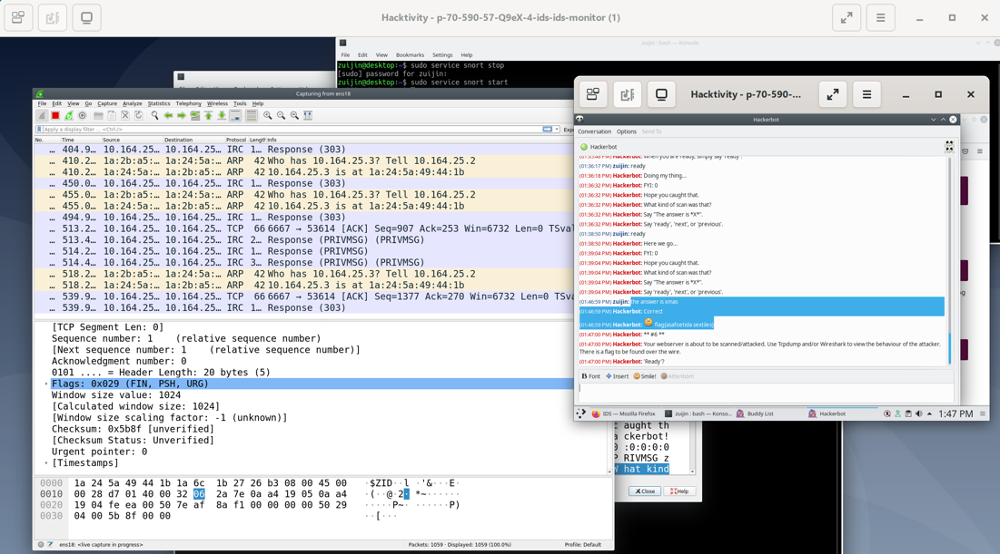 Hacktivity - p-70-590-57-Q9eX-4-ids-ids-monitor (1)
zuijin : bash — Konsole
File Edit View Bookmarks Settings Help
zuijin@desktop:~$ sudo service snort stop
[sudo] password for zuijin:
zuijin@desktop:~$ sudo service snort start
Capturing from ens18
File Edit View Go Capture Analyze Statistics Telephony Wireless Tools Help
Apply a display filter ... <Ctrl-/>
No. Time Source Destination Protocol Length Info
... 404.9... 10.164.25... 10.164.25... IRC 1... Response (303)
... 410.2... 1a:2b:a5:... 1a:24:5a:... ARP 42 Who has 10.164.25.3? Tell 10.164.25.2
... 410.2... 1a:24:5a:... 1a:2b:a5:... ARP 42 10.164.25.3 is at 1a:24:5a:49:44:1b
... 450.0... 10.164.25... 10.164.25... IRC 1... Response (303)
... 455.0... 1a:2b:a5:... 1a:24:5a:... ARP 42 Who has 10.164.25.3? Tell 10.164.25.2
... 455.0... 1a:24:5a:... 1a:2b:a5:... ARP 42 10.164.25.3 is at 1a:24:5a:49:44:1b
... 494.9... 10.164.25... 10.164.25... IRC 1... Response (303)
... 513.2... 10.164.25... 10.164.25... TCP 66 6667 → 53614 [ACK] Seq=907 Ack=253 Win=6732 Len=0 TSval
... 513.4... 10.164.25... 10.164.25... IRC 2... Response (PRIVMSG) (PRIVMSG)
... 514.2... 10.164.25... 10.164.25... IRC 1... Response (PRIVMSG)
... 514.4... 10.164.25... 10.164.25... IRC 3... Response (PRIVMSG) (PRIVMSG)
... 518.2... 1a:2b:a5:... 1a:24:5a:... ARP 42 Who has 10.164.25.3? Tell 10.164.25.2
... 518.2... 1a:24:5a:... 1a:2b:a5:... ARP 42 10.164.25.3 is at 1a:24:5a:49:44:1b
... 539.9... 10.164.25... 10.164.25... TCP 66 6667 → 53614 [ACK] Seq=1377 Ack=270 Win=6732 Len=0 TSva
... 539.9... 10.164.25... 10.164.25... IRC 1... Response (303)
[TCP Segment Len: 0]
Sequence number: 1 (relative sequence number)
[Next sequence number: 1 (relative sequence number)]
Acknowledgment number: 0
0101 .... = Header Length: 20 bytes (5)
Flags: 0x029 (FIN, PSH, URG)
Window size value: 1024
[Calculated window size: 1024]
[Window size scaling factor: -1 (unknown)]
Checksum: 0x5b8f [unverified]
[Checksum Status: Unverified]
Urgent pointer: 0
[Timestamps]
0000 1a 24 5a 49 44 1b 1a 6c 1b 27 26 b3 08 00 45 00 ·$ZID··l ·'&···E·
0010 00 28 d7 01 40 00 32 06 2a 7e 0a a4 19 05 0a a4 ·(··@·2· *~······
0020 19 04 fe ea 00 50 7e af 8a f1 00 00 00 00 50 29 ·····P~· ······P)
0030 04 00 5b 8f 00 00 ··[···
ens18: <live capture in progress>
Packets: 1059 · Displayed: 1059 (100.0%)
Profile: Default
Hacktivity - p-70-590-...
Hackerbot
Conversation Options Send To
Hackerbot
(01:36:17 PM) zuijin: ready
(01:36:18 PM) Hackerbot: Doing my thing...
(01:36:32 PM) Hackerbot: FYI: 0
(01:36:32 PM) Hackerbot: Hope you caught that.
(01:36:32 PM) Hackerbot: What kind of scan was that?
(01:36:32 PM) Hackerbot: Say "The answer is *X*".
(01:36:32 PM) Hackerbot: Say 'ready', 'next', or 'previous'.
(01:38:50 PM) zuijin: ready
(01:38:50 PM) Hackerbot: Here we go...
(01:39:04 PM) Hackerbot: FYI: 0
(01:39:04 PM) Hackerbot: Hope you caught that.
(01:39:04 PM) Hackerbot: What kind of scan was that?
(01:39:04 PM) Hackerbot: Say "The answer is *X*".
(01:39:04 PM) Hackerbot: Say 'ready', 'next', or 'previous'.
(01:46:59 PM) zuijin: the answer is xmas
(01:46:59 PM) Hackerbot: Correct
(01:46:59 PM) Hackerbot: flag{asafoetida sextiles}
(01:47:00 PM) Hackerbot: ** #6 **
(01:47:00 PM) Hackerbot: Your webserver is about to be scanned/attacked. Use Tcpdump and/or Wireshark to view the behaviour of the attacker. There is a flag to be found over the wire.
(01:47:00 PM) Hackerbot: 'Ready'?
Font Insert Smile! Attention!
IDS — Mozilla Firefox
zuijin : bash — Konso...
Buddy List
Hackerbot
1:47 PM
c aught th
a ckerbot!
0 :0:0:0:0
P RIVMSG z
W hat kind
Close
Help